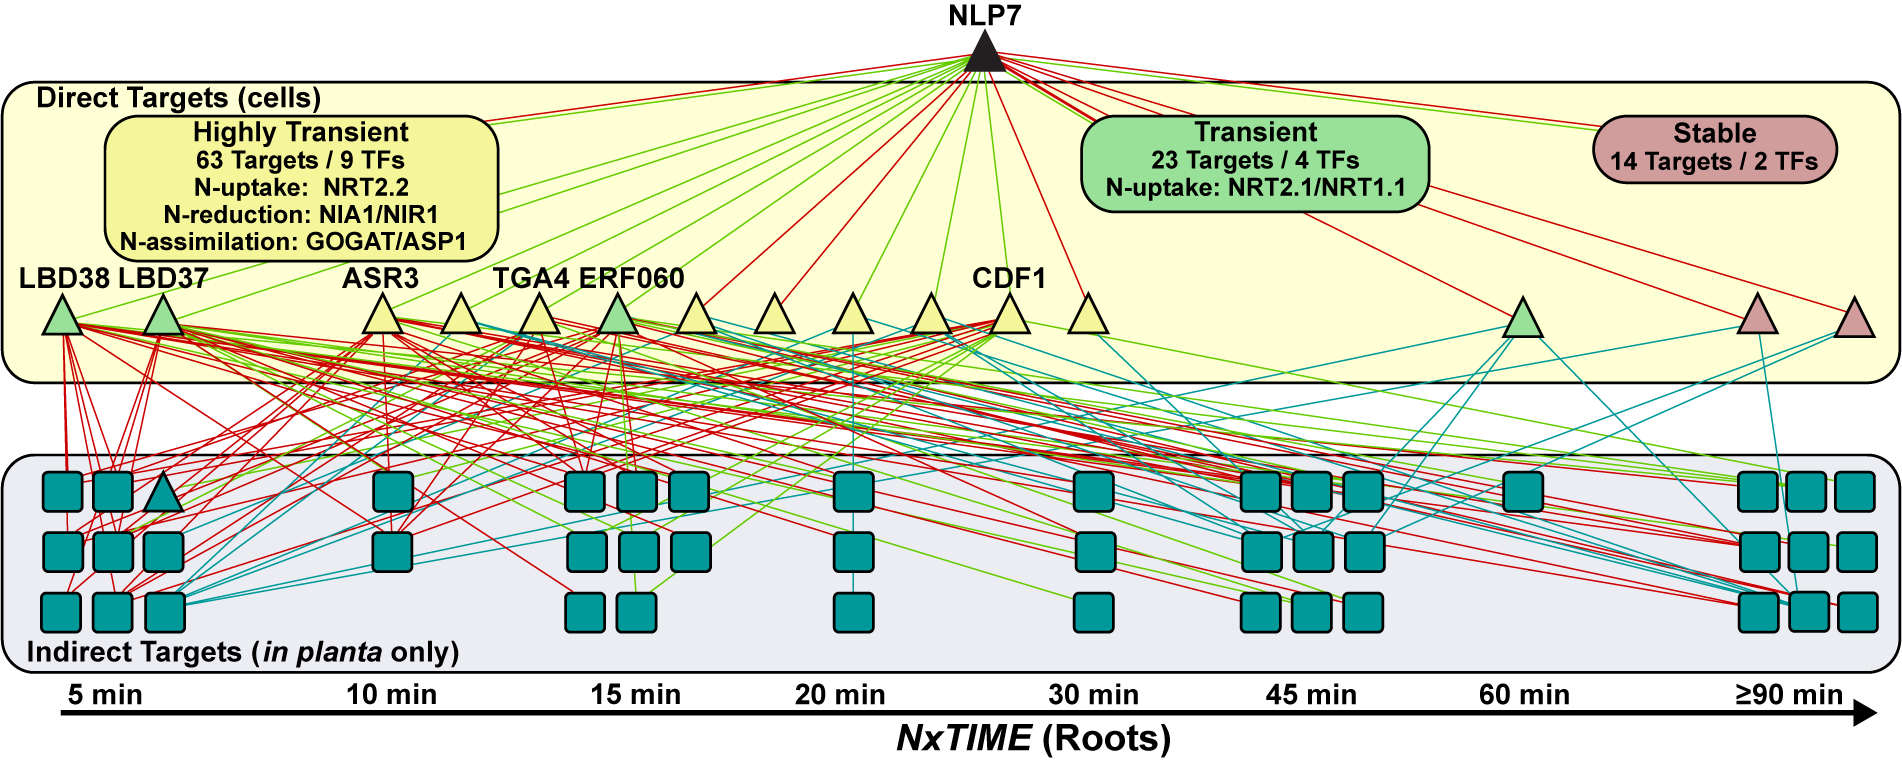 NLP7
Direct Targets (cells)
Highly Transient
63 Targets / 9 TFs
N-uptake: NRT2.2
N-reduction: NIA1/NIR1
N-assimilation: GOGAT/ASP1
Transient
23 Targets / 4 TFs
N-uptake: NRT2.1/NRT1.1
Stable
14 Targets / 2 TFs
LBD38 LBD37 ASR3 TGA4 ERF060 CDF1
Indirect Targets (in planta only)
5 min 10 min 15 min 20 min 30 min 45 min 60 min ≥90 min
NxTIME (Roots)